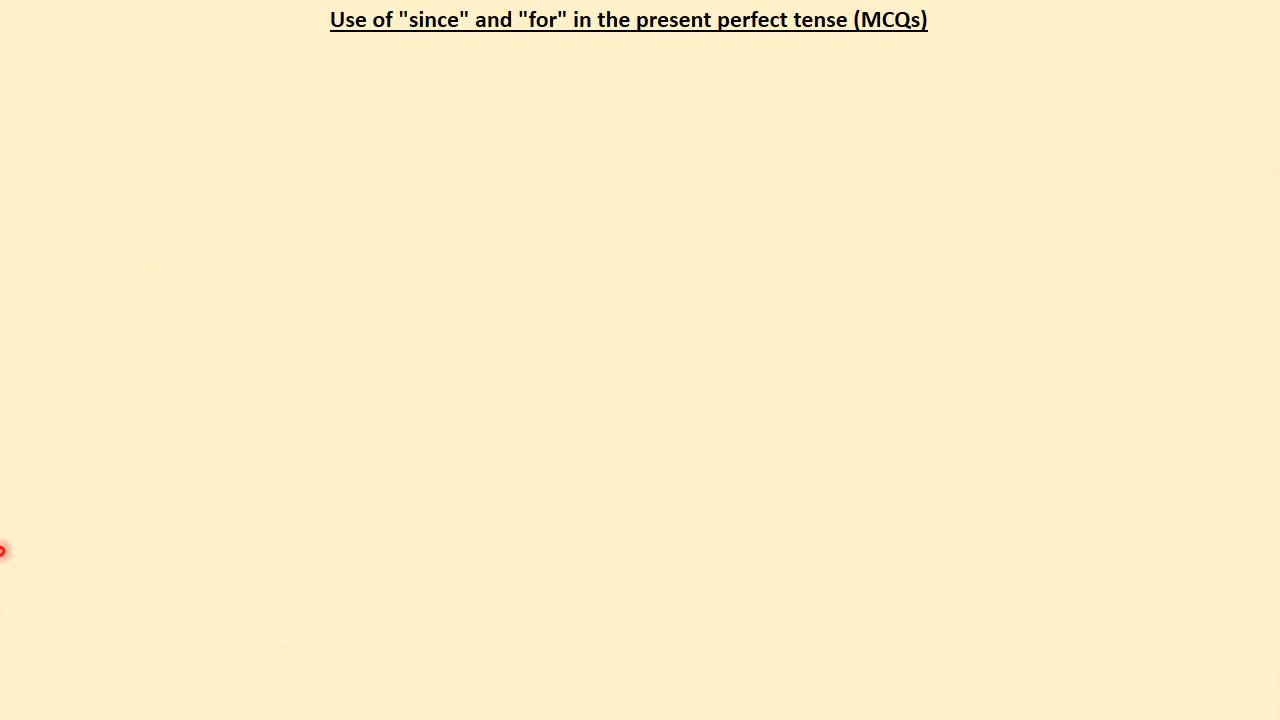 Use of "since" and "for" in the present perfect tense (MCQs)